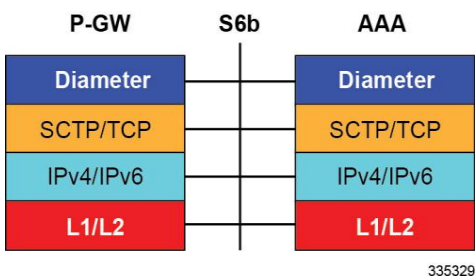 P-GW S6b AAA
Diameter Diameter
SCTP/TCP SCTP/TCP
IPv4/IPv6 IPv4/IPv6
L1/L2 L1/L2
335329